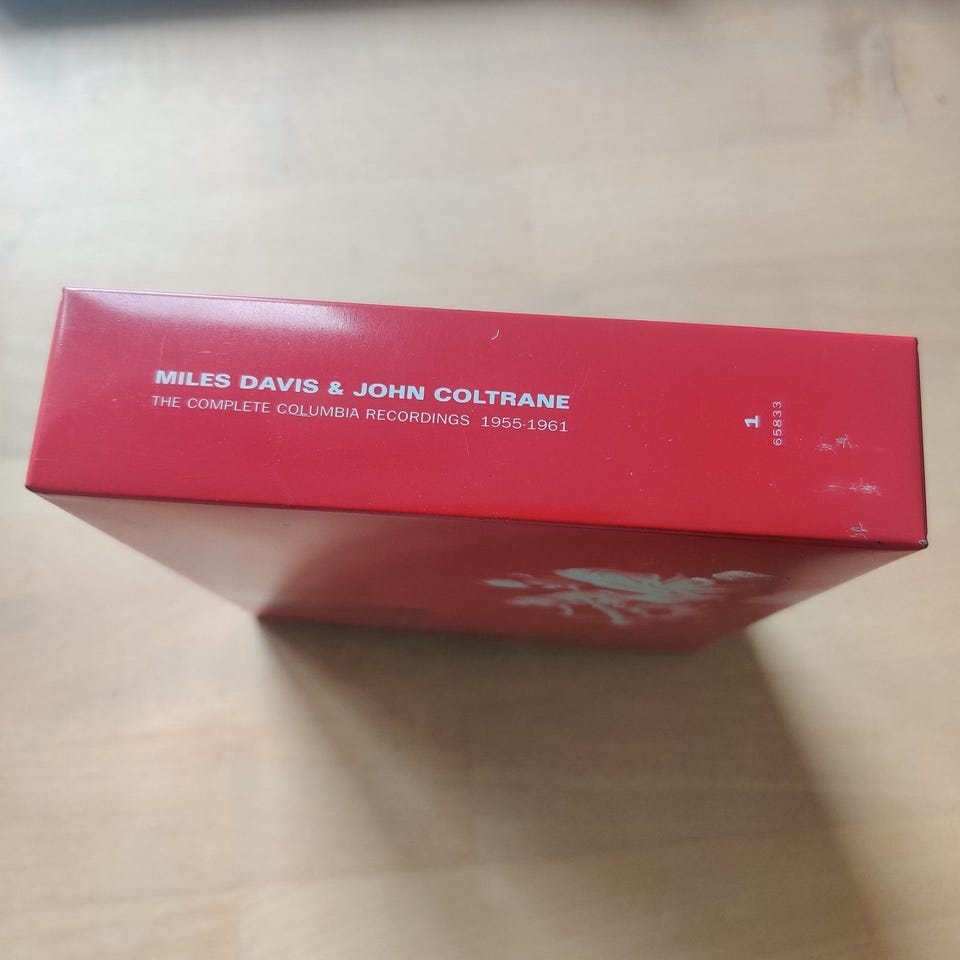 MILES DAVIS & JOHN COLTRANE
THE COMPLETE COLUMBIA RECORDINGS 1955-1961
1
65833